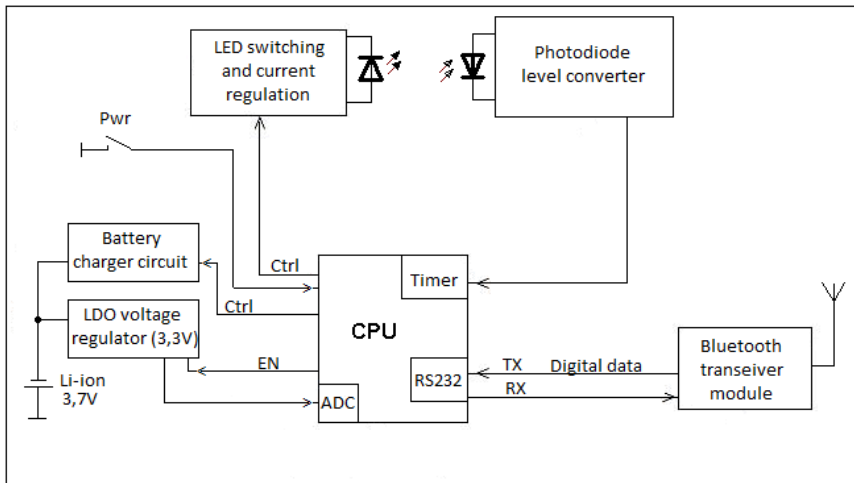 LED switching
and current
regulation
Photodiode
level converter
Pwr
Battery
charger circuit
Ctrl
Timer
Ctrl
LDO voltage
regulator (3,3V)
CPU
EN
Li-ion
3,7V
ADC
RS232
TX
Digital data
RX
Bluetooth
transeiver
module